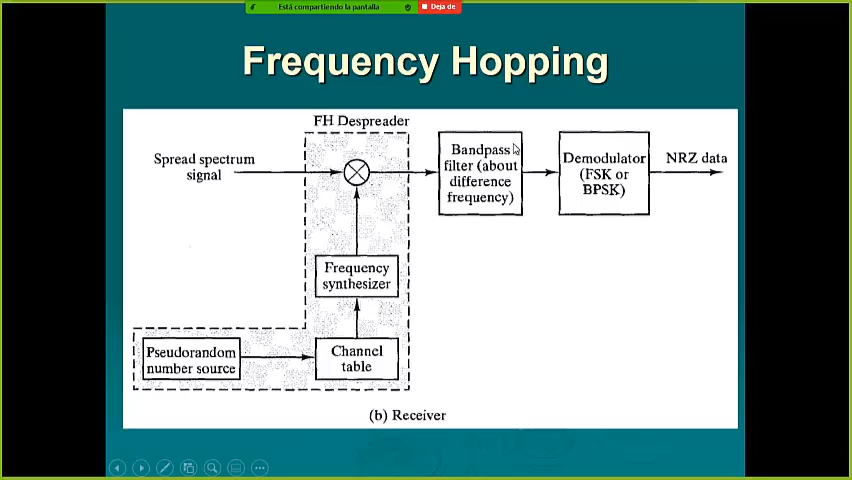 Está compartiendo la pantalla
Deja de
Frequency Hopping
FH Despreader
Spread spectrum
signal
Bandpass
filter (about
difference
frequency)
Demodulator
(FSK or
BPSK)
NRZ data
Frequency
synthesizer
Pseudorandom
number source
Channel
table
(b) Receiver